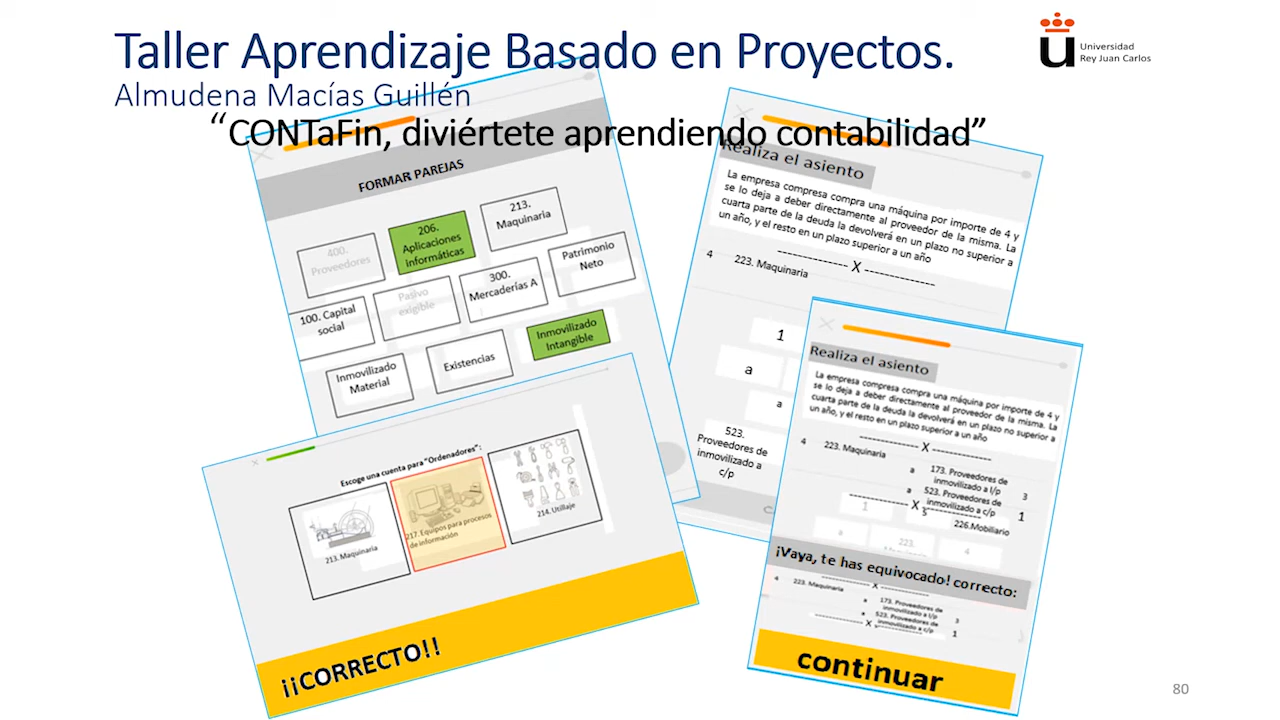 Taller Aprendizaje Basado en Proyectos.
Almudena Macías Guillén
“CONTaFin, diviértete aprendiendo contabilidad”
Universidad
Rey Juan Carlos
FORMAR PAREJAS
400.
Proveedores
206.
Aplicaciones
Informáticas
213.
Maquinaria
100. Capital
social
Pasivo
exigible
300.
Mercaderías A
Patrimonio
Neto
Inmovilizado
Material
Existencias
Inmovilizado
Intangible
Realiza el asiento
La empresa compresa compra una máquina por importe de 4 y
se lo deja a deber directamente al proveedor de la misma. La
cuarta parte de la deuda la devolverá en un plazo no superior a
un año, y el resto en un plazo superior a un año
--------------- X ---------------
4 223. Maquinaria
1
a
a
523.
Proveedores de
inmovilizado a
c/p
Escoge una cuenta para "Ordenadores":
213. Maquinaria
217. Equipos para procesos
de información
214. Utillaje
¡¡CORRECTO!!
Realiza el asiento
La empresa compresa compra una máquina por importe de 4 y
se lo deja a deber directamente al proveedor de la misma. La
cuarta parte de la deuda la devolverá en un plazo no superior a
un año, y el resto en un plazo superior a un año
--------------- X ---------------
4 223. Maquinaria
a 173. Proveedores de
inmovilizado a l/p 3
a 523. Proveedores de
inmovilizado a c/p 1
--------------- X ---------------
1
226.Mobiliario
a
223.
4
¡Vaya, te has equivocado! correcto:
--------------- X ---------------
4 223. Maquinaria
a 173. Proveedores de
inmovilizado a l/p 3
a 523. Proveedores de
inmovilizado a c/p 1
--------------- X ---------------
continuar
80